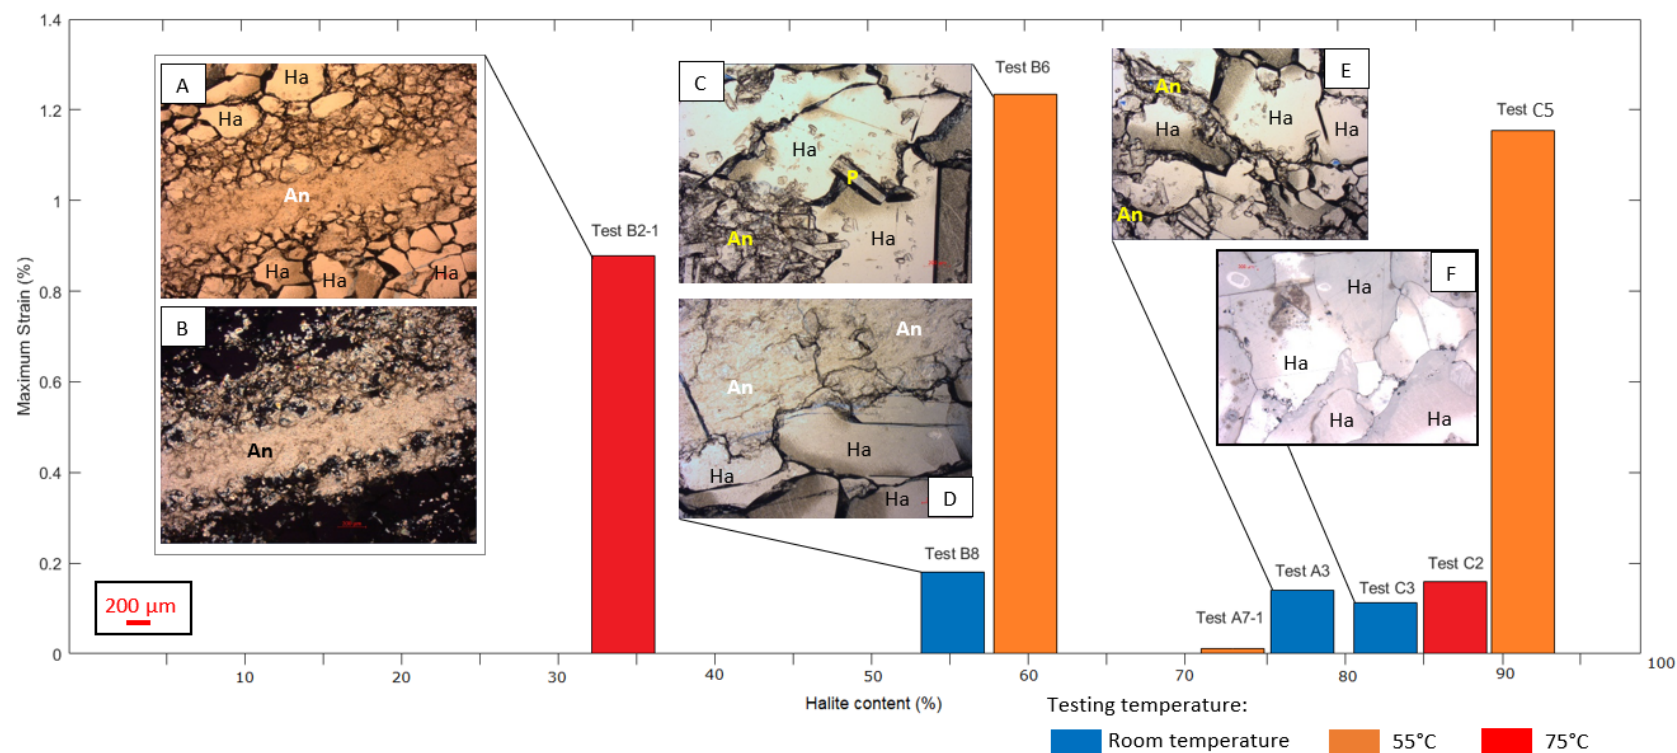 1.4
1.2
1
0.8
0.6
0.4
0.2
0
Maximum Strain (%)
A
Ha
Ha
An
Ha
Ha
Ha
B
An
200 µm
Test B2-1
C
Ha
P
An
Ha
An
An
Ha
Ha
Ha
D
Test B6
Test B8
E
An
Ha
Ha
Ha
An
F
Ha
Ha
Ha
Ha
Test C5
Test A7-1
Test A3
Test C3
Test C2
10
20
30
40
50
60
70
80
90
100
Halite content (%)
Testing temperature:
Room temperature
55°C
75°C